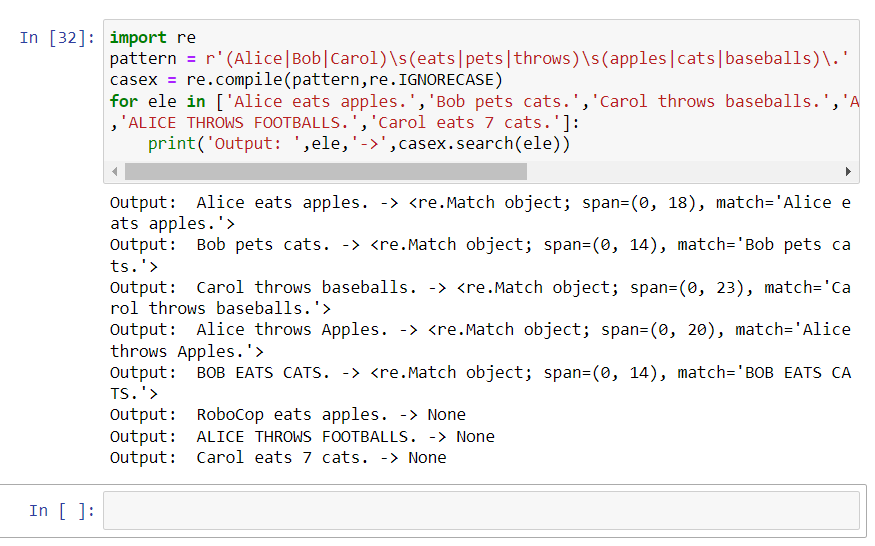 In [32]: import re
pattern = r'(Alice|Bob|Carol)\s(eats|pets|throws)\s(apples|cats|baseballs)\.'
casex = re.compile(pattern,re.IGNORECASE)
for ele in ['Alice eats apples.','Bob pets cats.','Carol throws baseballs.','A
,'ALICE THROWS FOOTBALLS.','Carol eats 7 cats.']:
    print('Output: ',ele,'->',casex.search(ele))
Output:  Alice eats apples. -> <re.Match object; span=(0, 18), match='Alice e
ats apples.'>
Output:  Bob pets cats. -> <re.Match object; span=(0, 14), match='Bob pets ca
ts.'>
Output:  Carol throws baseballs. -> <re.Match object; span=(0, 23), match='Ca
rol throws baseballs.'>
Output:  Alice throws Apples. -> <re.Match object; span=(0, 20), match='Alice
throws Apples.'>
Output:  BOB EATS CATS. -> <re.Match object; span=(0, 14), match='BOB EATS CA
TS.'>
Output:  RoboCop eats apples. -> None
Output:  ALICE THROWS FOOTBALLS. -> None
Output:  Carol eats 7 cats. -> None
In [ ]: